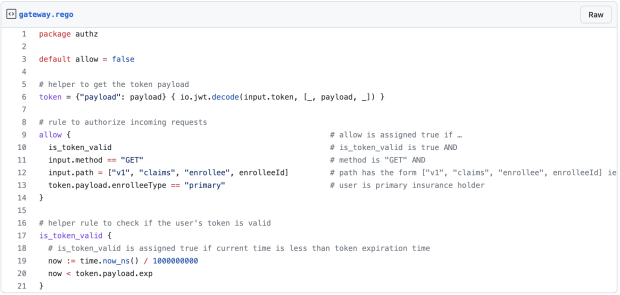 gateway.rego
Raw
1 package authz
2
3 default allow = false
4
5 # helper to get the token payload
6 token = {"payload": payload} { io.jwt.decode(input.token, [_, payload, _]) }
7
8 # rule to authorize incoming requests
9 allow { # allow is assigned true if …
10 is_token_valid # is_token_valid is true AND
11 input.method == "GET" # method is "GET" AND
12 input.path = ["v1", "claims", "enrollee", enrolleeId] # path has the form ["v1", "claims", "enrollee", enrolleeId] ie
13 token.payload.enrolleeType == "primary" # user is primary insurance holder
14 }
15
16 # helper rule to check if the user's token is valid
17 is_token_valid {
18 # is_token_valid is assigned true if current time is less than token expiration time
19 now := time.now_ns() / 1000000000
20 now < token.payload.exp
21 }